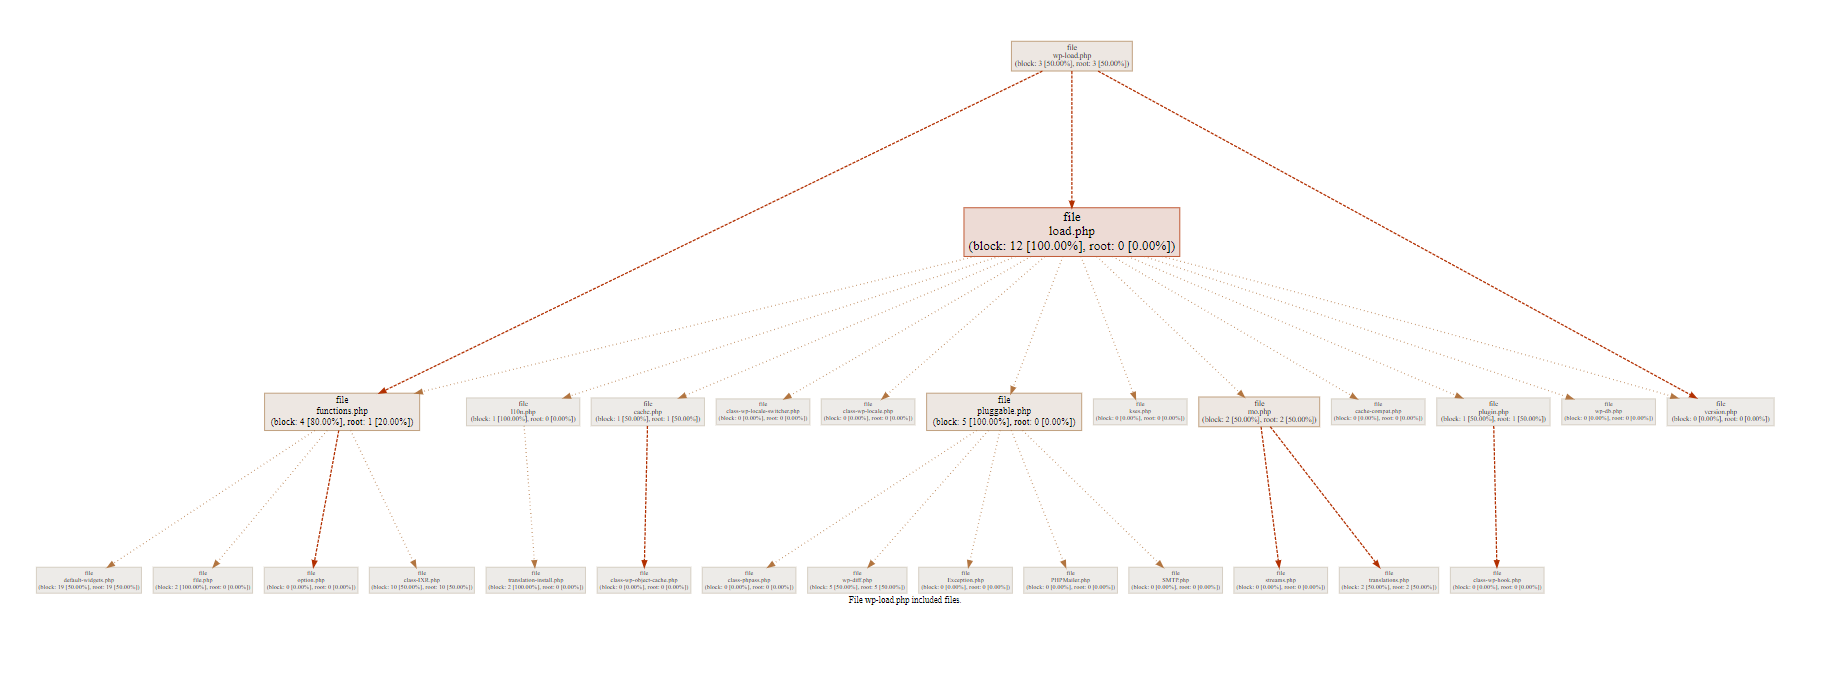 file
wp-load.php
(block: 3 [50.00%], root: 3 [50.00%])
file
load.php
(block: 12 [100.00%], root: 0 [0.00%])
file
functions.php
(block: 4 [80.00%], root: 1 [20.00%])
file
l10n.php
(block: 1 [100.00%], root: 0 [0.00%])
file
cache.php
(block: 1 [50.00%], root: 1 [50.00%])
file
class-wp-locale-switcher.php
(block: 0 [0.00%], root: 0 [0.00%])
file
class-wp-locale.php
(block: 0 [0.00%], root: 0 [0.00%])
file
pluggable.php
(block: 5 [100.00%], root: 0 [0.00%])
file
kses.php
(block: 0 [0.00%], root: 0 [0.00%])
file
mo.php
(block: 2 [50.00%], root: 2 [50.00%])
file
cache-compat.php
(block: 0 [0.00%], root: 0 [0.00%])
file
plugin.php
(block: 1 [50.00%], root: 1 [50.00%])
file
wp-db.php
(block: 0 [0.00%], root: 0 [0.00%])
file
version.php
(block: 0 [0.00%], root: 0 [0.00%])
file
default-widgets.php
(block: 19 [50.00%], root: 19 [50.00%])
file
file.php
(block: 2 [100.00%], root: 0 [0.00%])
file
option.php
(block: 0 [0.00%], root: 0 [0.00%])
file
class-IXR.php
(block: 10 [50.00%], root: 10 [50.00%])
file
translation-install.php
(block: 2 [100.00%], root: 0 [0.00%])
file
class-wp-object-cache.php
(block: 0 [0.00%], root: 0 [0.00%])
file
class-phpass.php
(block: 0 [0.00%], root: 0 [0.00%])
file
wp-diff.php
(block: 5 [50.00%], root: 5 [50.00%])
file
Exception.php
(block: 0 [0.00%], root: 0 [0.00%])
file
PHPMailer.php
(block: 0 [0.00%], root: 0 [0.00%])
file
SMTP.php
(block: 0 [0.00%], root: 0 [0.00%])
file
streams.php
(block: 0 [0.00%], root: 0 [0.00%])
file
translations.php
(block: 2 [50.00%], root: 2 [50.00%])
file
class-wp-hook.php
(block: 0 [0.00%], root: 0 [0.00%])
File wp-load.php included files.